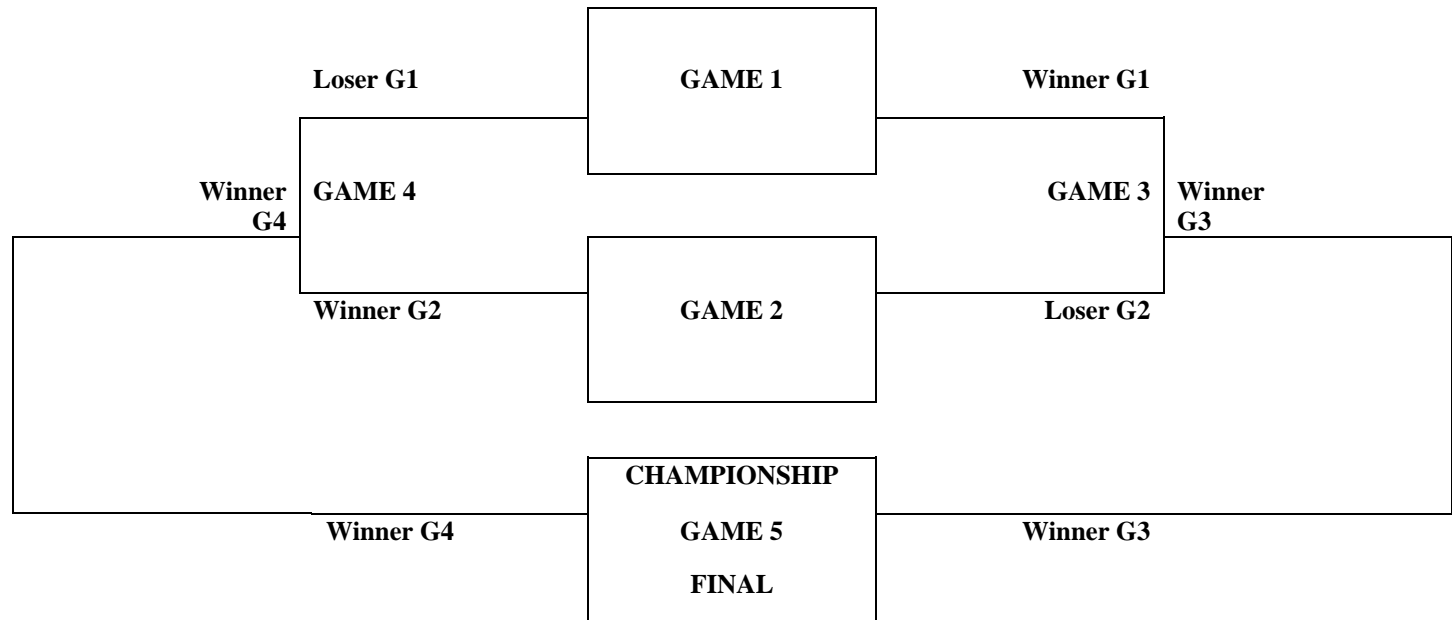 Loser G1
GAME 1
Winner G1
Winner
G4
GAME 4
GAME 3
Winner
G3
Winner G2
GAME 2
Loser G2
CHAMPIONSHIP
Winner G4
GAME 5
Winner G3
FINAL